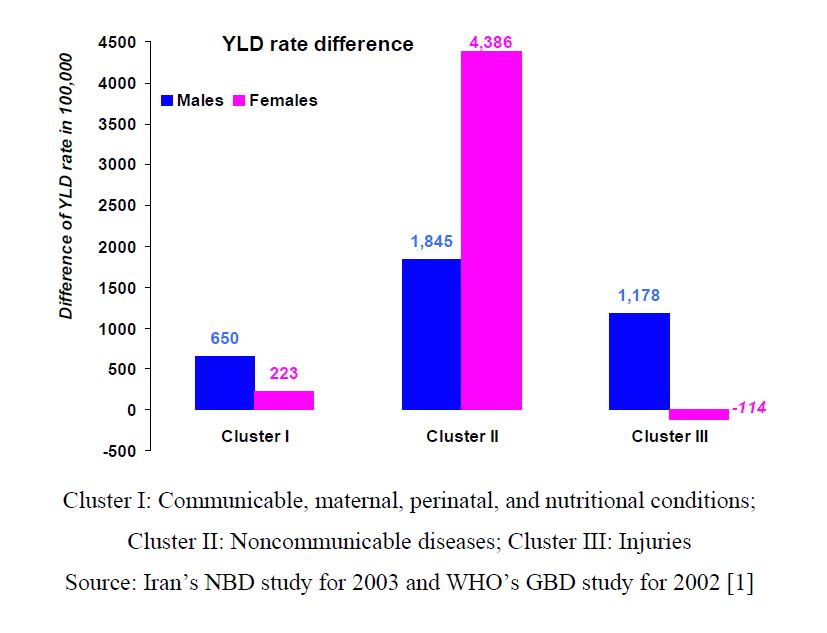 YLD rate difference
Difference of YLD rate in 100,000
4500
4000
3500
3000
2500
2000
1500
1000
500
0
-500
Males Females
650
223
1,845
4,386
1,178
-114
Cluster I Cluster II Cluster III
Cluster I: Communicable, maternal, perinatal, and nutritional conditions;
Cluster II: Noncommunicable diseases; Cluster III: Injuries
Source: Iran’s NBD study for 2003 and WHO’s GBD study for 2002 [1]